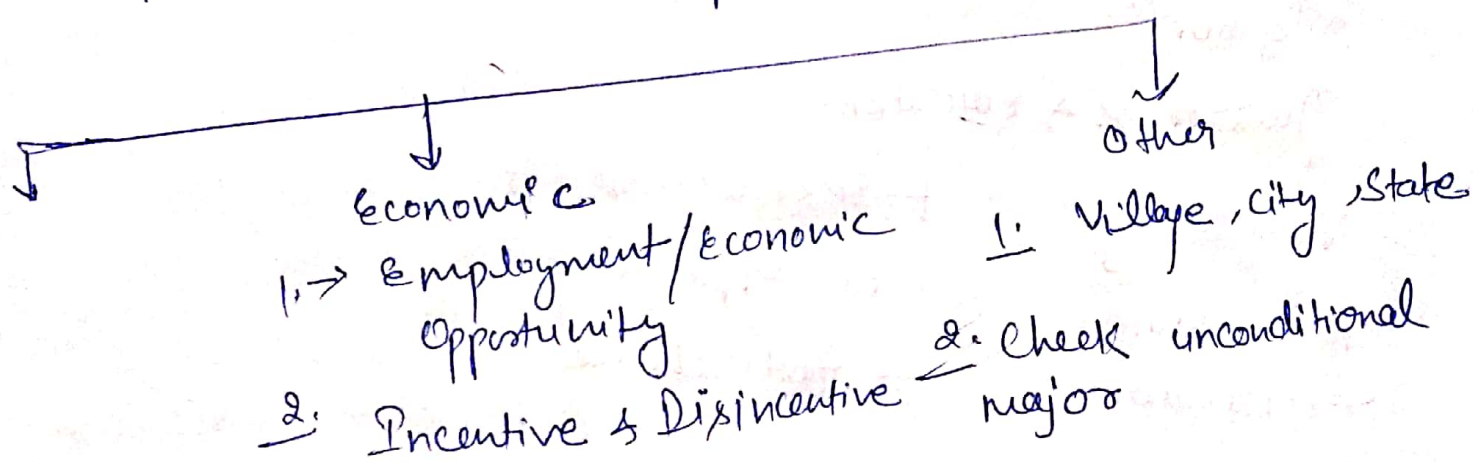 Other
Economic
1. → Employment/Economic
Opportunity
2. Incentive & Disincentive
1. Village, City, State
2. Check unconditional
major